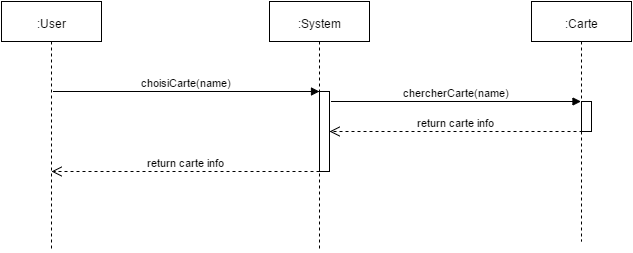 :User
:System
:Carte
choisiCarte(name)
chercherCarte(name)
return carte info
return carte info